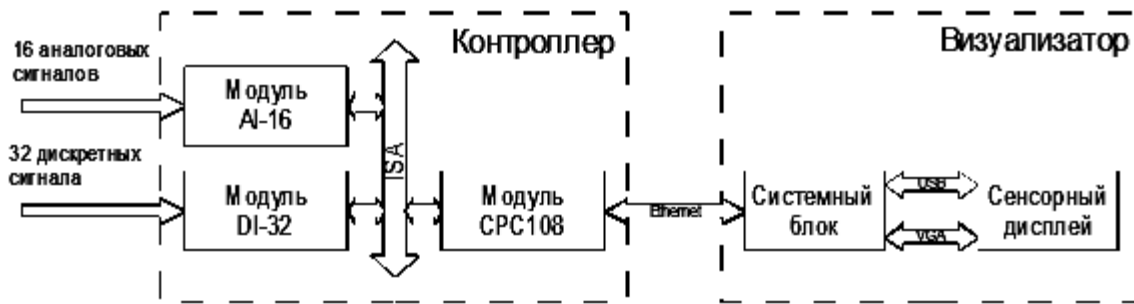 16 аналоговых
сигналов
Контроллер
Визуализатор
Модуль
AI-16
32 дискретных
сигнала
ISA
Модуль
DI-32
Модуль
CPC108
Ethernet
Системный
блок
USB
VGA
Сенсорный
дисплей